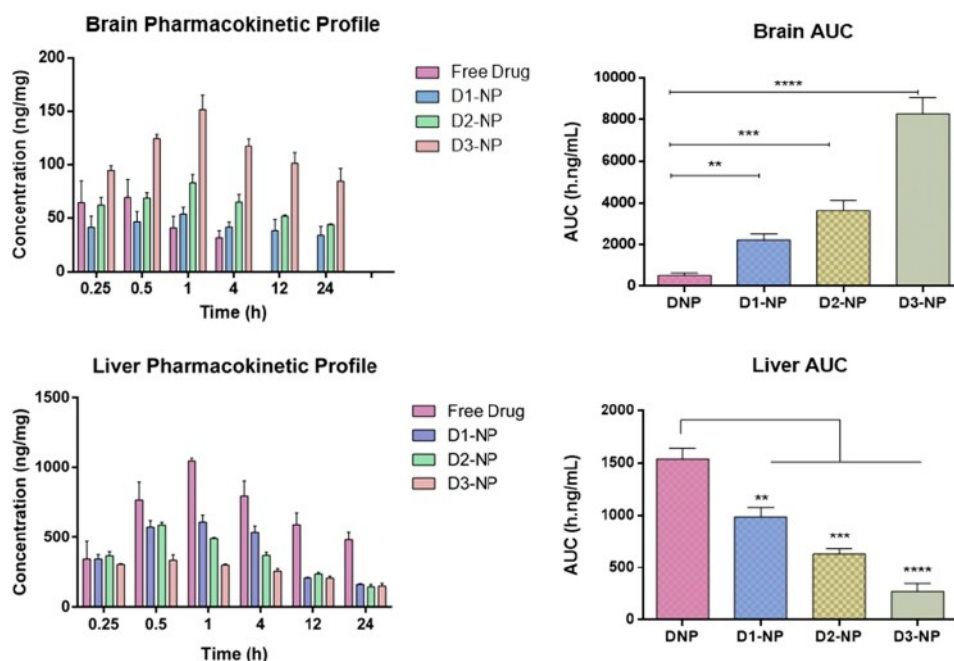 Brain Pharmacokinetic Profile
200
150
100
50
0
Concentration (ng/mg)
0.25 0.5 1 4 12 24
Time (h)
Free Drug
D1-NP
D2-NP
D3-NP
Brain AUC
10000
8000
6000
4000
2000
0
AUC (h.ng/mL)
****
***
**
DNP D1-NP D2-NP D3-NP
Liver Pharmacokinetic Profile
1500
1000
500
0
Concentration (ng/mg)
0.25 0.5 1 4 12 24
Time (h)
Free Drug
D1-NP
D2-NP
D3-NP
Liver AUC
2000
1500
1000
500
0
AUC (h.ng/mL)
**
***
****
DNP D1-NP D2-NP D3-NP